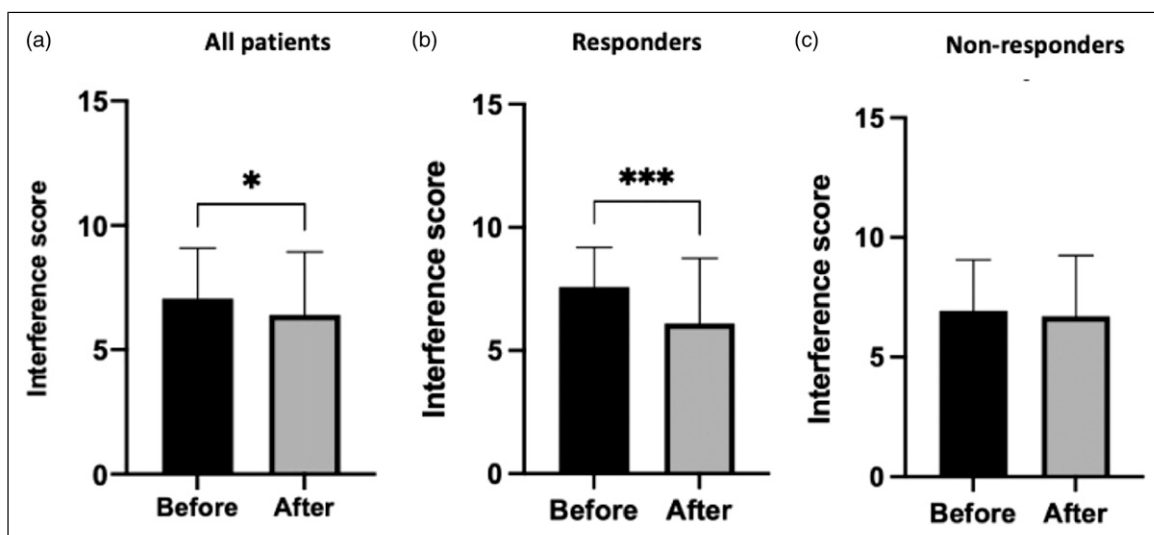 (a) All patients
Interference score
15
10
5
0
*
Before After
(b) Responders
Interference score
15
10
5
0
***
Before After
(c) Non-responders
Interference score
15
10
5
0
Before After